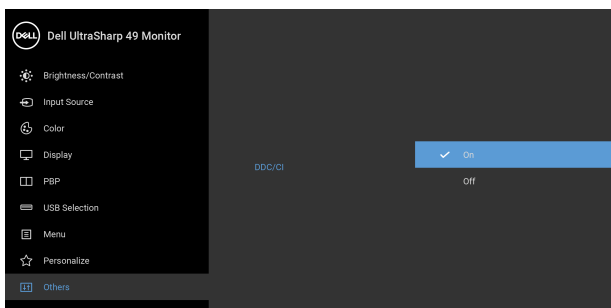 DELL
Dell UltraSharp 49 Monitor
Brightness/Contrast
Input Source
Color
Display
PBP
USB Selection
Menu
Personalize
Others
DDC/CI
On
Off